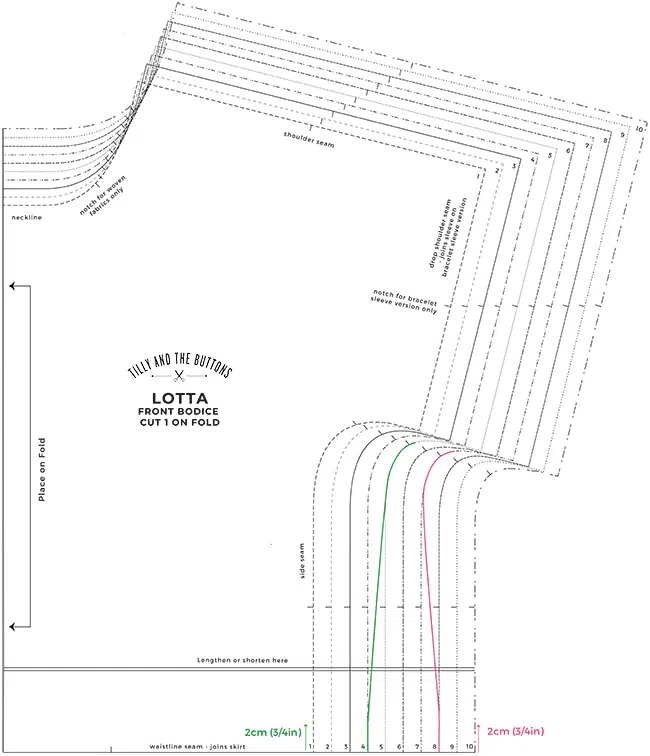 10
9
8
7
6
5
4
3
2
1
shoulder seam
notch for woven
fabrics only
neckline
drop shoulder seam
- joins sleeve on
bracelet sleeve version
notch for bracelet
sleeve version only
TILLY AND THE BUTTONS
LOTTA
FRONT BODICE
CUT 1 ON FOLD
Place on Fold
side seam
Lengthen or shorten here
2cm (3/4in)
2cm (3/4in)
waistline seam - joins skirt
1 2 3 4 5 6 7 8 9 10